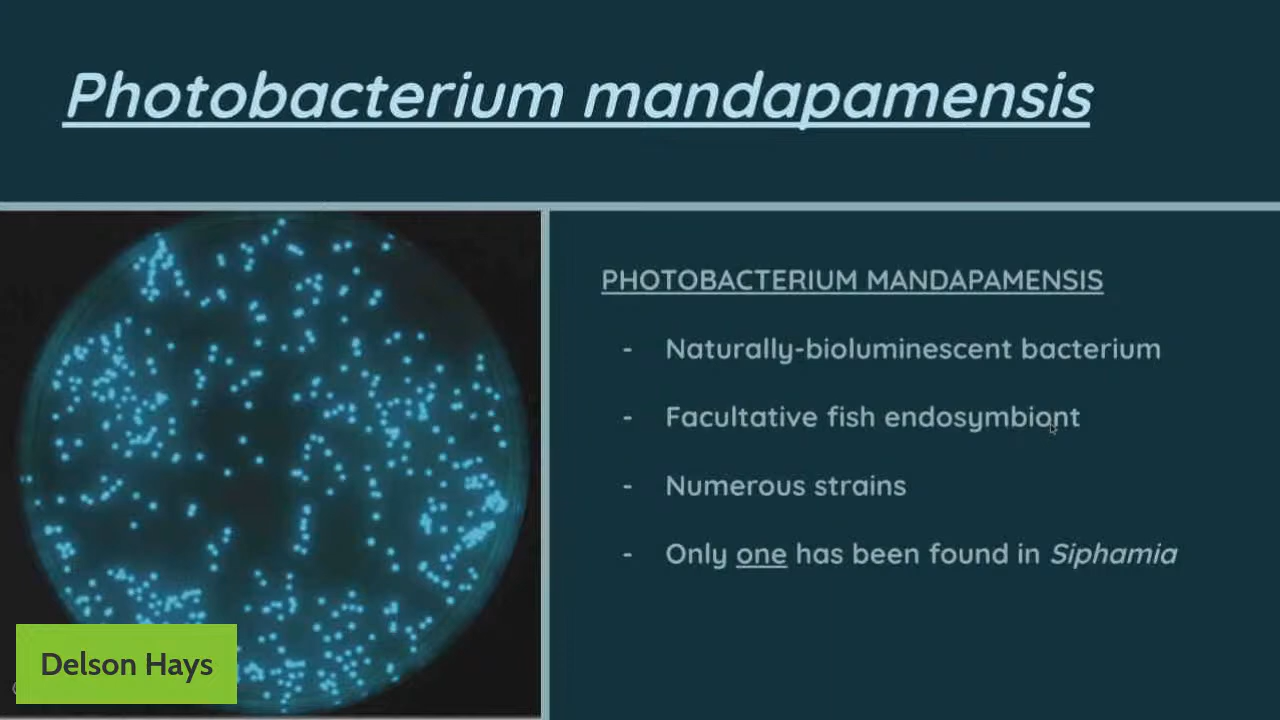 Photobacterium mandapamensis
PHOTOBACTERIUM MANDAPAMENSIS
- Naturally-bioluminescent bacterium
- Facultative fish endosymbiont
- Numerous strains
- Only one has been found in Siphamia
Delson Hays